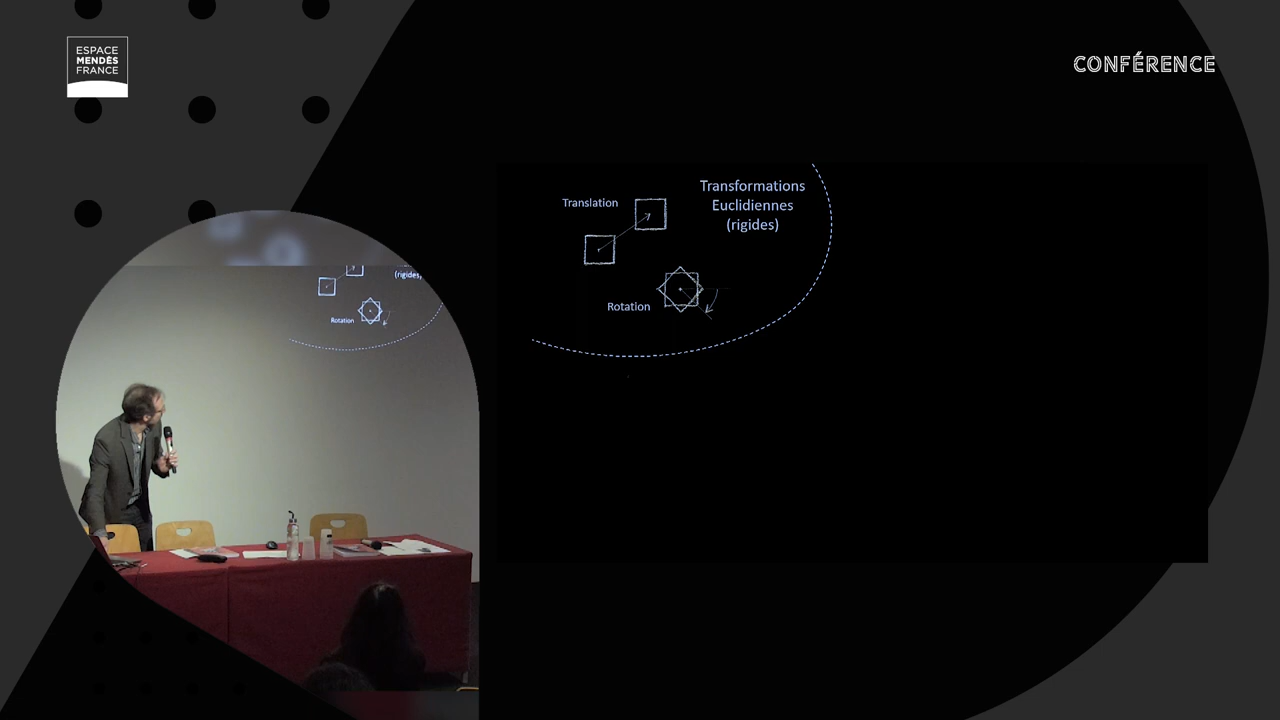 ESPACE
MENDÈS
FRANCE
CONFÉRENCE
Translation
Transformations
Euclidiennes
(rigides)
Rotation
(rigides)
Rotation